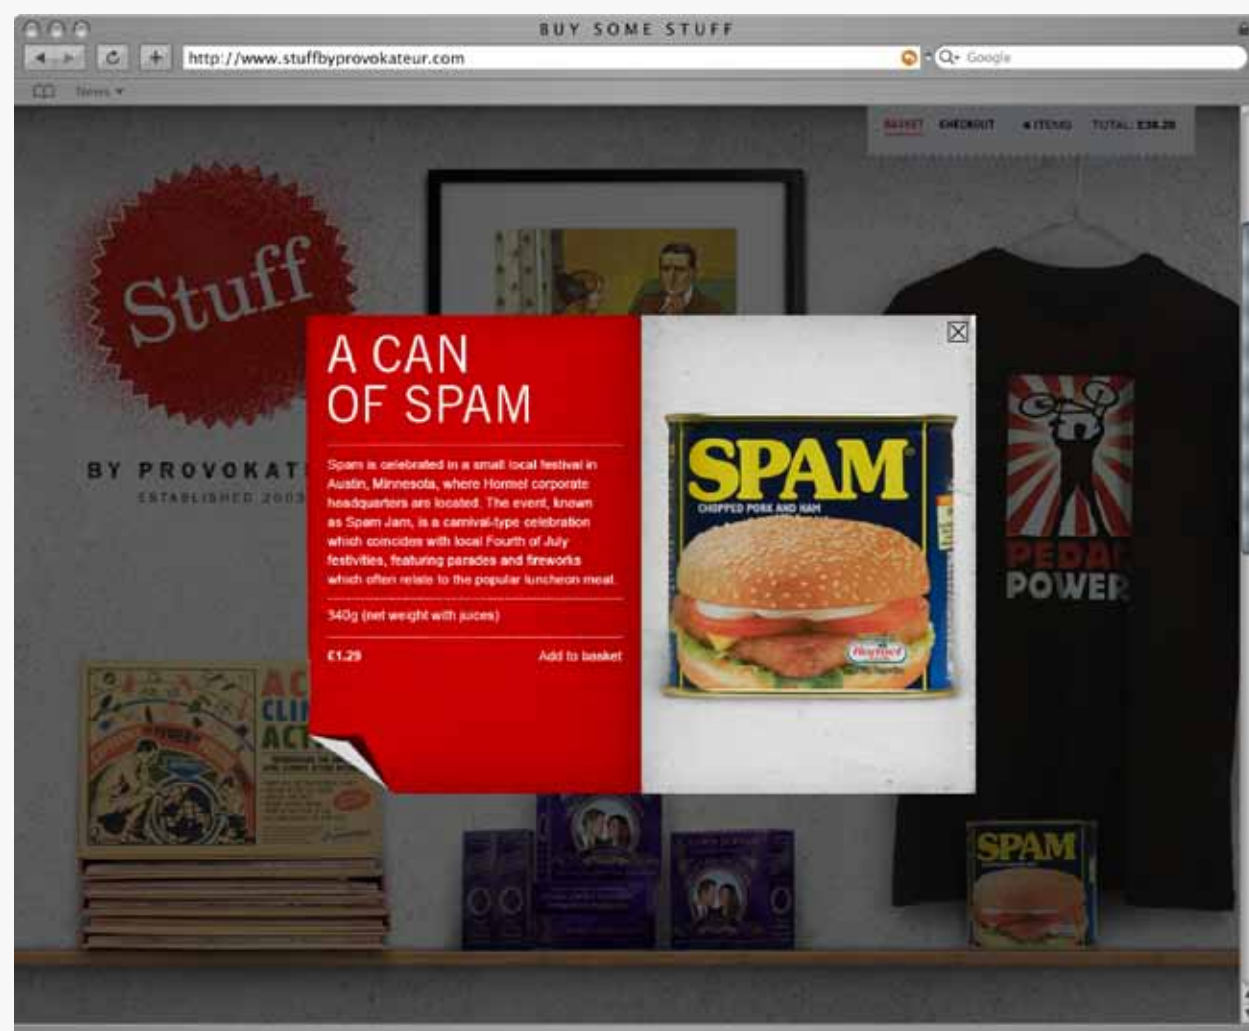 BUY SOME STUFF
http://www.stuffbyprovokateur.com
Google
News
BASKET CHECKOUT 4 ITEMS TOTAL:
Stuff
BY
ESTABLISHED 2003
A CAN
OF SPAM
Spam is celebrated in a small local festival in
Austin, Minnesota, where Hormel corporate
headquarters are located. The event, known
as Spam Jam, is a carnival-type celebration
which coincides with local Fourth of July
festivities, featuring parades and fireworks
which often relate to the popular luncheon meat.
340g (net weight with juices)
£1.29 Add to basket
SPAM
CHOPPED PORK AND HAM
Hormel
PEDAL
POWER
SPAM